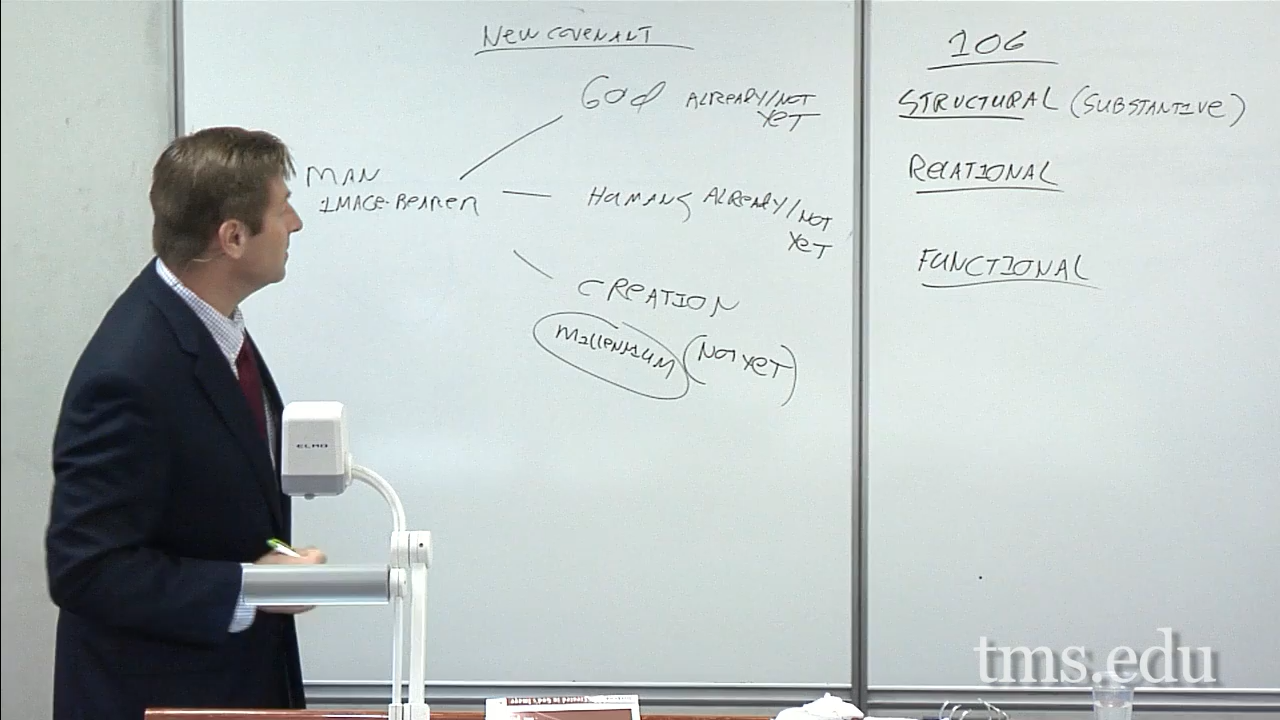 NEW COVENANT
GOD ALREADY/NOT
YET
MAN
IMAGE-BEARER
HUMANS ALREADY/NOT
YET
CREATION
MILLENNIUM (NOT YET)
106
STRUCTURAL (SUBSTANTIVE)
RELATIONAL
FUNCTIONAL
ELMO
tms.edu